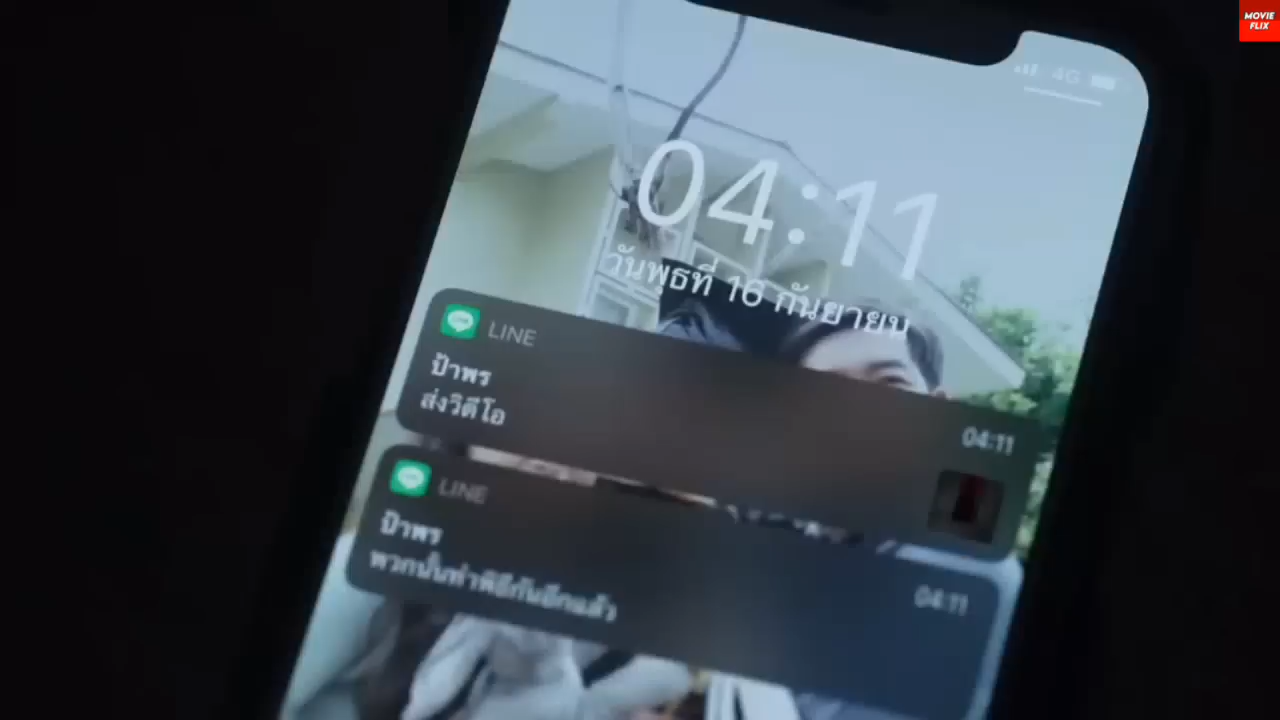 MOVIE
FLIX
4G
04:11
วันพุธที่ 16 กันยายน
LINE
ป้าพร
ส่งวิดีโอ
04:11
LINE
ป้าพร
พวกนั้นทำพิธีกันอีกแล้ว
04:11